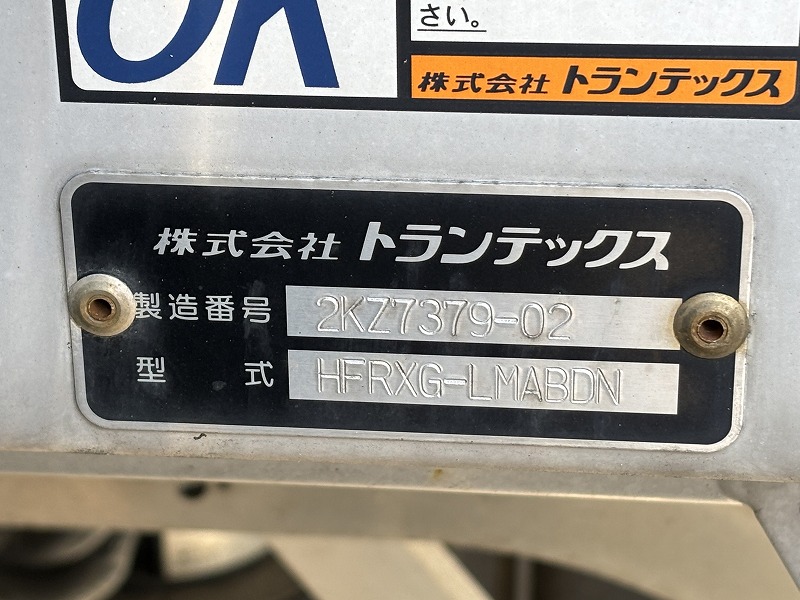 OK
さい。
株式会社 トランテックス
株式会社 トランテックス
製造番号 2KZ7379-02
型 式 HFRXG-LMABDN